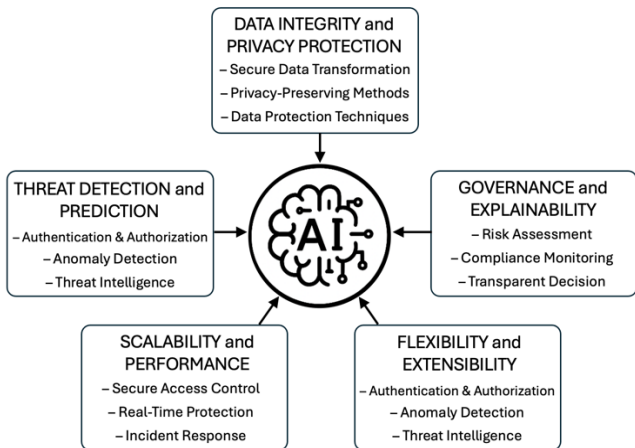 DATA INTEGRITY and
PRIVACY PROTECTION
– Secure Data Transformation
– Privacy-Preserving Methods
– Data Protection Techniques
THREAT DETECTION and
PREDICTION
– Authentication & Authorization
– Anomaly Detection
– Threat Intelligence
AI
GOVERNANCE and
EXPLAINABILITY
– Risk Assessment
– Compliance Monitoring
– Transparent Decision
SCALABILITY and
PERFORMANCE
– Secure Access Control
– Real-Time Protection
– Incident Response
FLEXIBILITY and
EXTENSIBILITY
– Authentication & Authorization
– Anomaly Detection
– Threat Intelligence